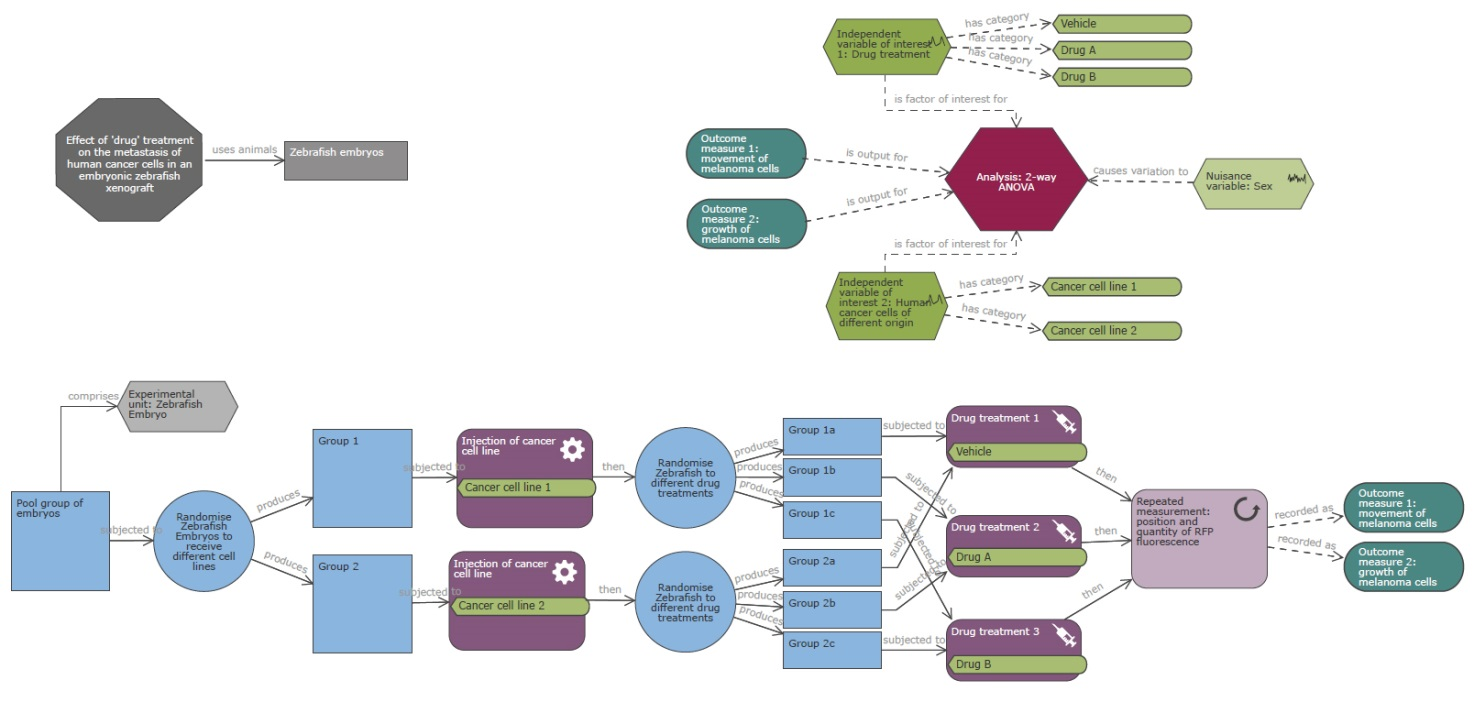 Effect of 'drug' treatment
on the metastasis of
human cancer cells in an
embryonic zebrafish
xenograft
uses animals
Zebrafish embryos
Independent
variable of interest
1: Drug treatment
has category
has category
has category
Vehicle
Drug A
Drug B
is factor of interest for
Outcome
measure 1:
movement of
melanoma cells
is output for
Outcome
measure 2:
growth of
melanoma cells
is output for
Analysis: 2-way
ANOVA
causes variation to
Nuisance
variable: Sex
is factor of interest for
Independent
variable of
interest 2: Human
cancer cells of
different origin
has category
has category
Cancer cell line 1
Cancer cell line 2
comprises
Experimental
unit: Zebrafish
Embryo
Pool group of
embryos
subjected to
Randomise
Zebrafish
Embryos to
receive
different cell
lines
produces
produces
Group 1
subjected to
Injection of cancer
cell line
Cancer cell line 1
then
Randomise
Zebrafish to
different drug
treatments
produces
produces
produces
Group 1a
Group 1b
Group 1c
Group 2
subjected to
Injection of cancer
cell line
Cancer cell line 2
then
Randomise
Zebrafish to
different drug
treatments
produces
produces
produces
Group 2a
Group 2b
Group 2c
subjected to
subjected to
subjected to
subjected to
subjected to
subjected to
Drug treatment 1
Vehicle
Drug treatment 2
Drug A
Drug treatment 3
Drug B
then
then
then
Repeated
measurement:
position and
quantity of RFP
fluorescence
recorded as
recorded as
Outcome
measure 1:
movement of
melanoma cells
Outcome
measure 2:
growth of
melanoma cells